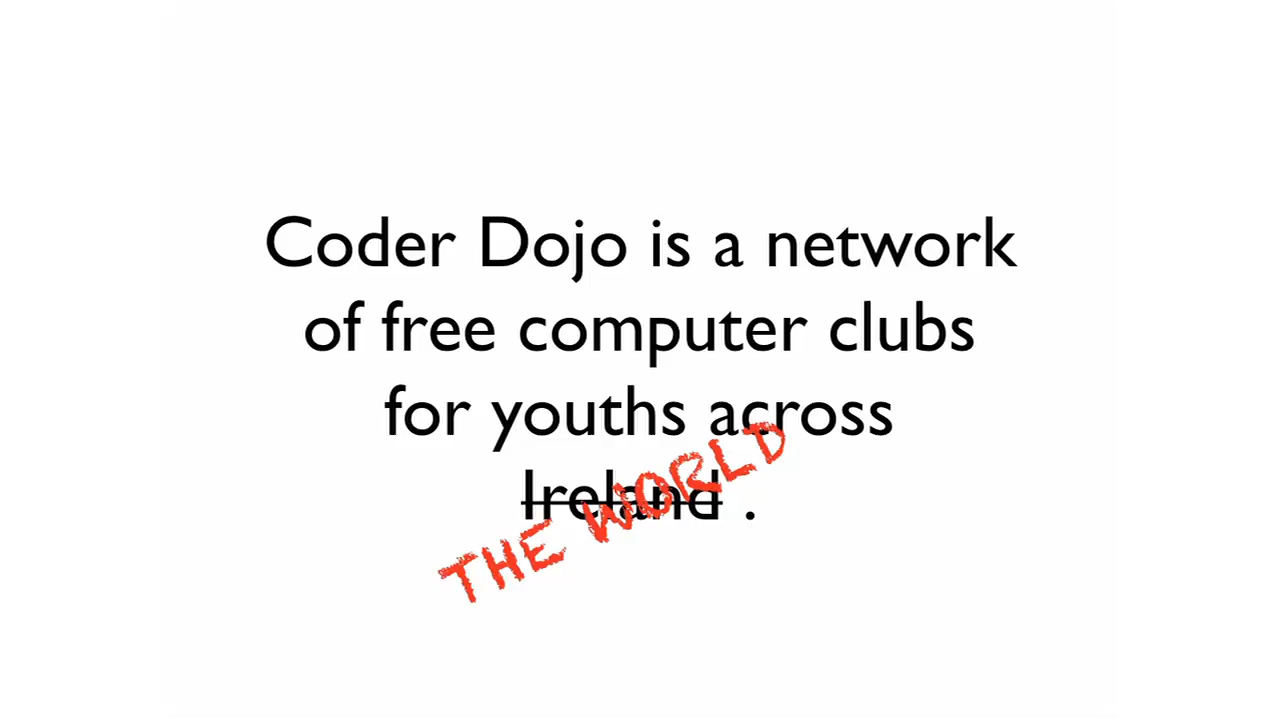 Coder Dojo is a network
of free computer clubs
for youths across
Ireland .
THE WORLD